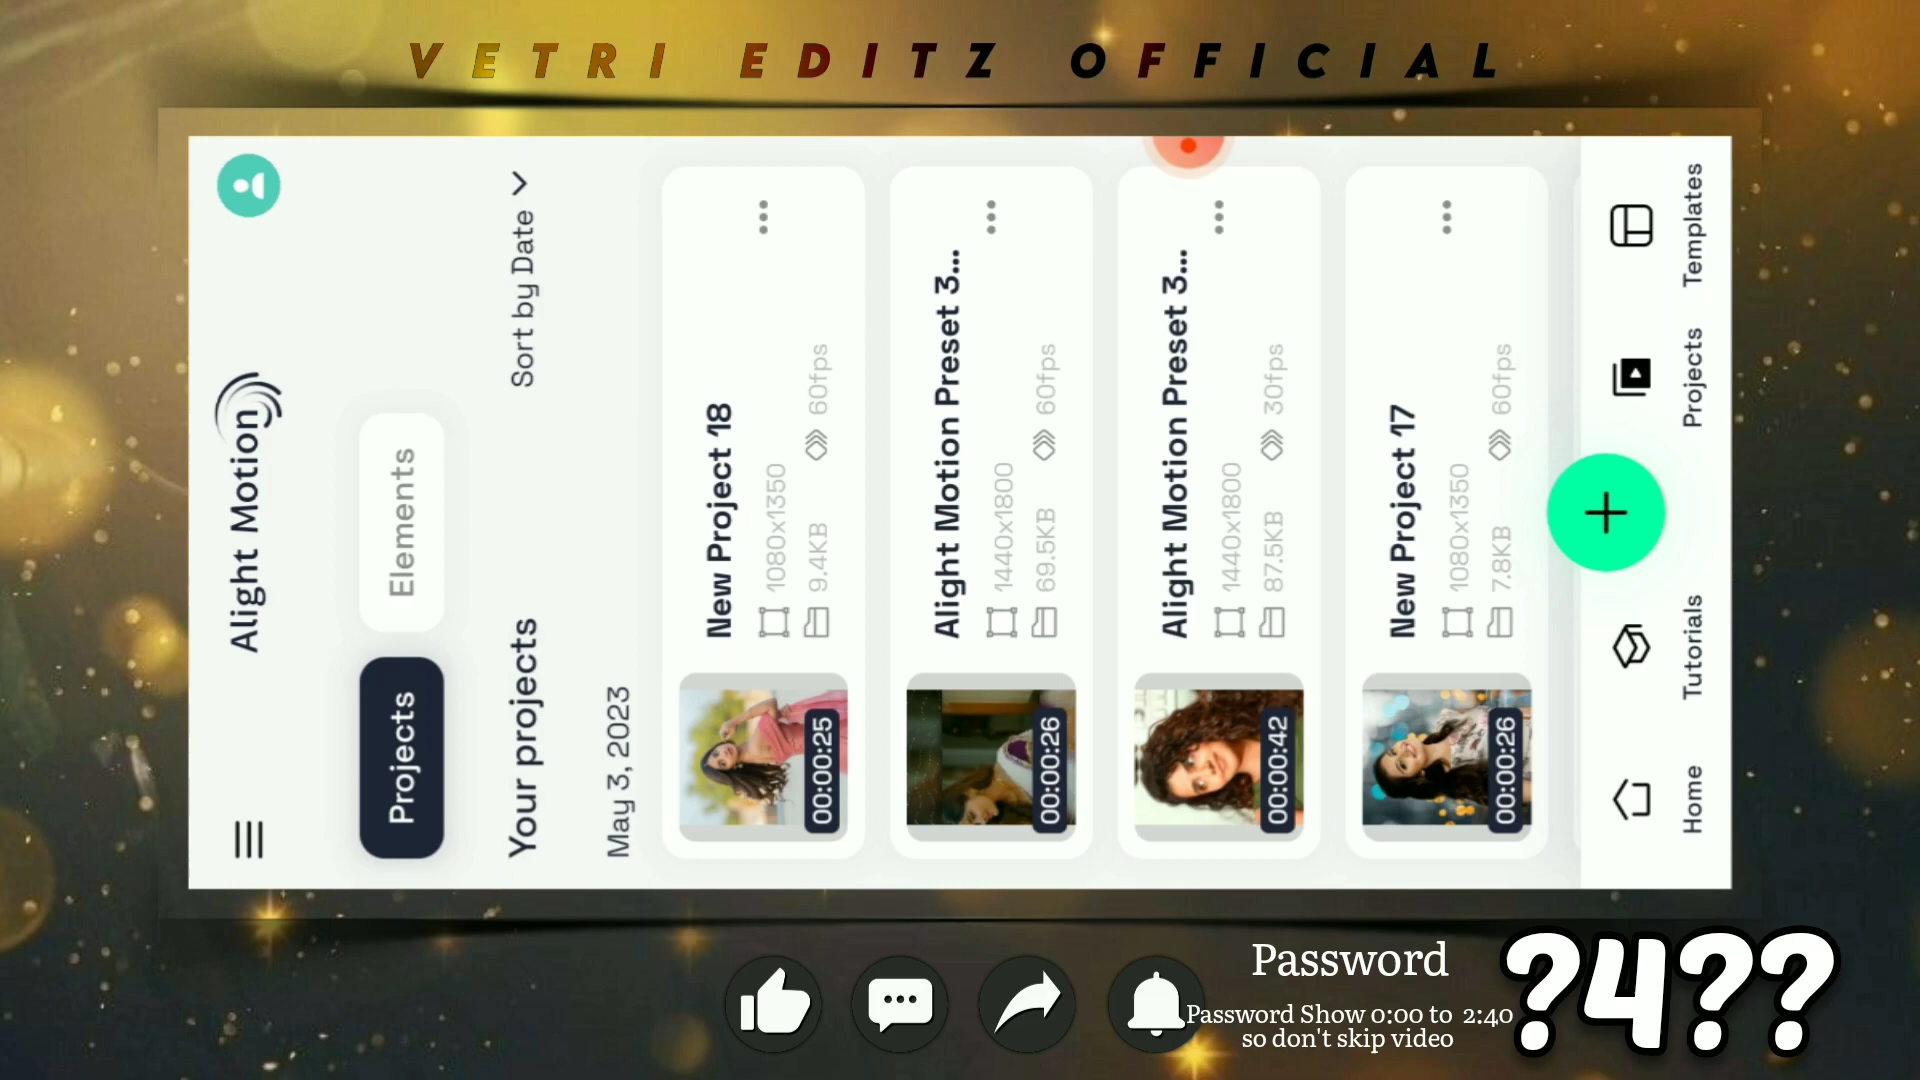 VETRI EDITZ OFFICIAL
Alight Motion
Projects
Elements
Your projects
Sort by Date
May 3, 2023
New Project 18
1080x1350
9.4KB
60fps
00:00:25
Alight Motion Preset 3...
1440x1800
69.5KB
60fps
00:00:26
Alight Motion Preset 3...
1440x1800
87.5KB
30fps
00:00:42
New Project 17
1080x1350
7.8KB
60fps
00:00:26
Home
Tutorials
Projects
Templates
Password
?4??
Password Show 0:00 to 2:40
so don't skip video